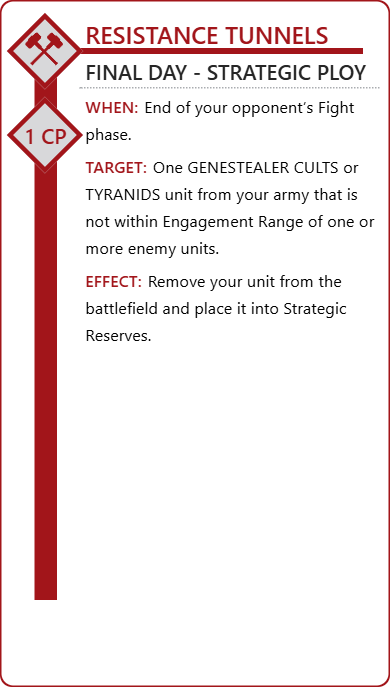 RESISTANCE TUNNELS
FINAL DAY - STRATEGIC PLOY
1 CP
WHEN: End of your opponent’s Fight
phase.
TARGET: One GENESTEALER CULTS or
TYRANIDS unit from your army that is
not within Engagement Range of one or
more enemy units.
EFFECT: Remove your unit from the
battlefield and place it into Strategic
Reserves.